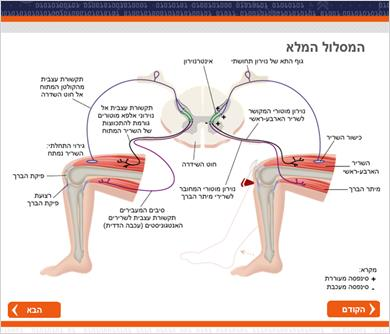 המסלול המלא
גוף התא של נוירון תחושתי
אינטרנוירון
תקשורת עצבית
מהקולטן המתוח
אל חוט השדרה
תקשורת עצבית אל
נוירוני אלפא מוטורים
גורמת להתכווצות
של השריר המתוח
נוירון מוטורי המקושר
לשריר הארבע-ראשי
כישור השריר
גירוי התחלתי:
השריר נמתח
חוט השדרה
השריר
הארבע-ראשי
פיקת הברך
נוירון מוטורי המחובר
לשרירי מיתר הברך
מיתר הברך
רצועת
פיקת הברך
סיבים המעבירים
תקשורת עצבית לשרירים
האנטגוניסטים (עכבה הדדית)
מקרא:
+ סינפסה מעוררת
- סינפסה מעכבת
הקודם
הבא